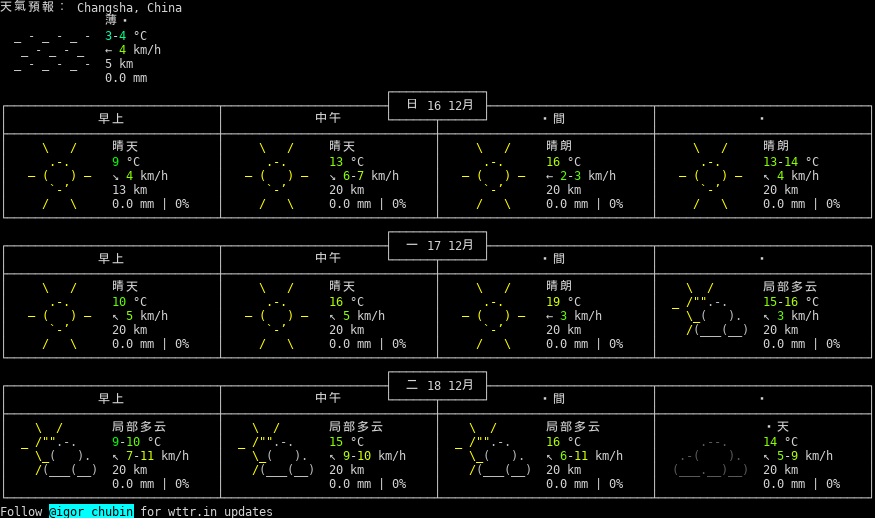 天氣預報： Changsha, China
薄・
3-4 °C
← 4 km/h
5 km
0.0 mm
日 16 12月
早上 中午 ・間 ・
晴天 晴天 晴朗 晴朗
9 °C 13 °C 16 °C 13-14 °C
↘ 4 km/h ↘ 6-7 km/h ← 2-3 km/h ↖ 4 km/h
13 km 20 km 20 km 20 km
0.0 mm | 0% 0.0 mm | 0% 0.0 mm | 0% 0.0 mm | 0%
一 17 12月
早上 中午 ・間 ・
晴天 晴天 晴朗 局部多云
10 °C 16 °C 19 °C 15-16 °C
↖ 5 km/h ↖ 5 km/h ← 3 km/h ↖ 3 km/h
20 km 20 km 20 km 20 km
0.0 mm | 0% 0.0 mm | 0% 0.0 mm | 0% 0.0 mm | 0%
二 18 12月
早上 中午 ・間 ・
局部多云 局部多云 局部多云 ・天
9-10 °C 15 °C 16 °C 14 °C
↖ 7-11 km/h ↖ 9-10 km/h ↖ 6-11 km/h ↖ 5-9 km/h
20 km 20 km 20 km 20 km
0.0 mm | 0% 0.0 mm | 0% 0.0 mm | 0% 0.0 mm | 0%
Follow @igor_chubin for wttr.in updates